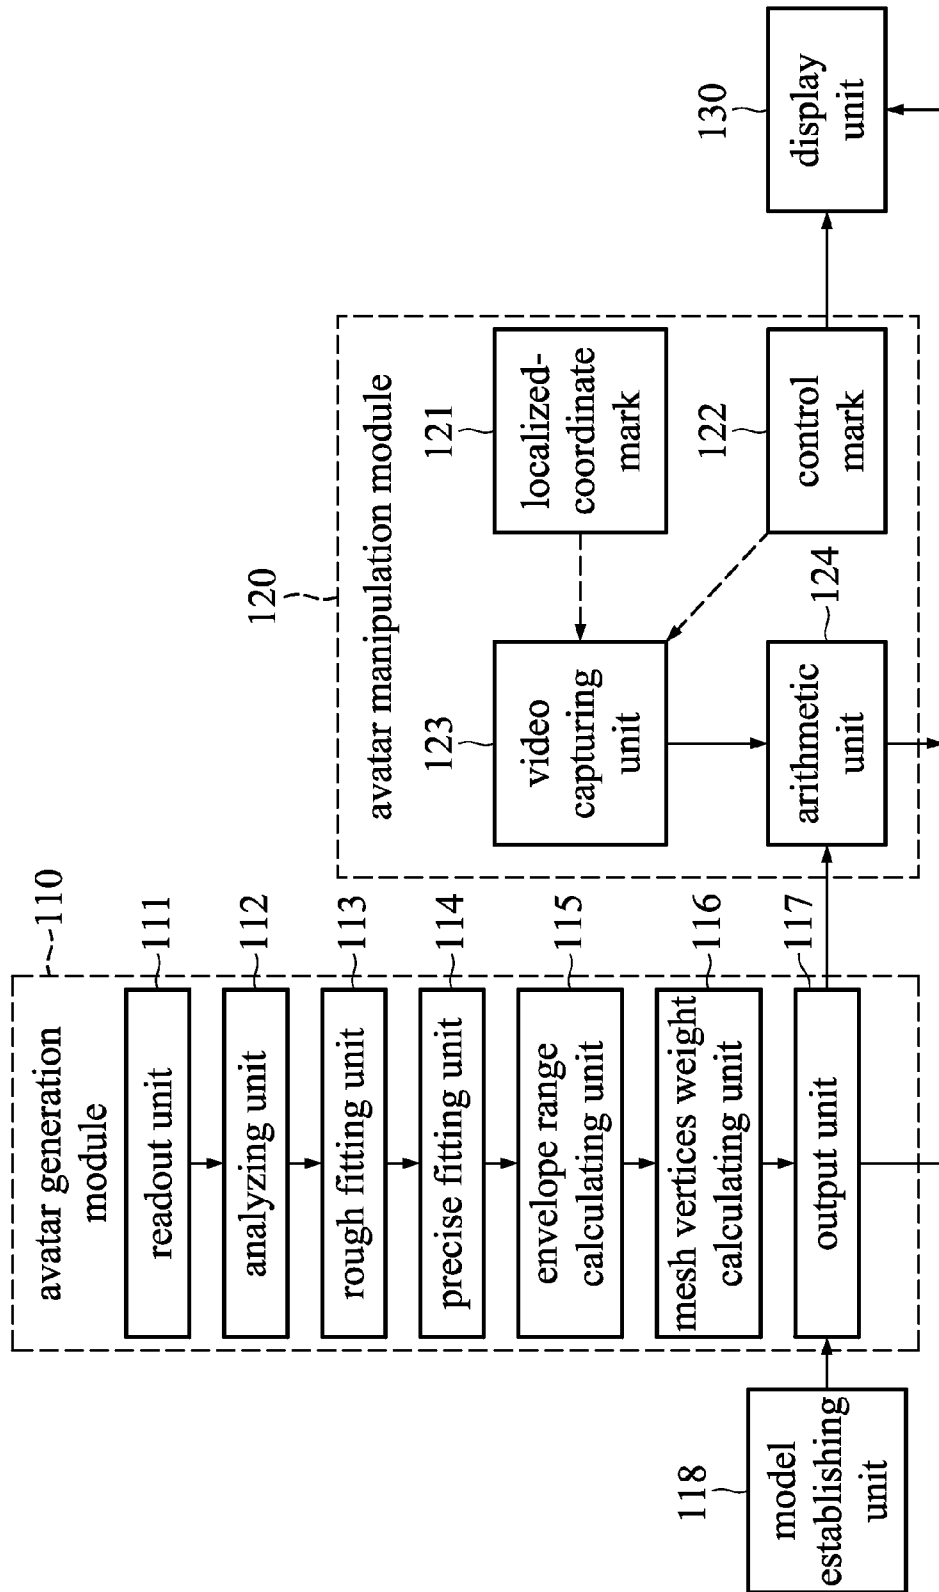 110
avatar generation
module
readout unit
111
analyzing unit
112
rough fitting unit
113
precise fitting unit
114
envelope range
calculating unit
115
mesh vertices weight
calculating unit
116
output unit
117
118
model
establishing
unit
120
avatar manipulation module
123
video
capturing
unit
121
localized-
coordinate
mark
arithmetic
unit
124
122
control
mark
130
display
unit